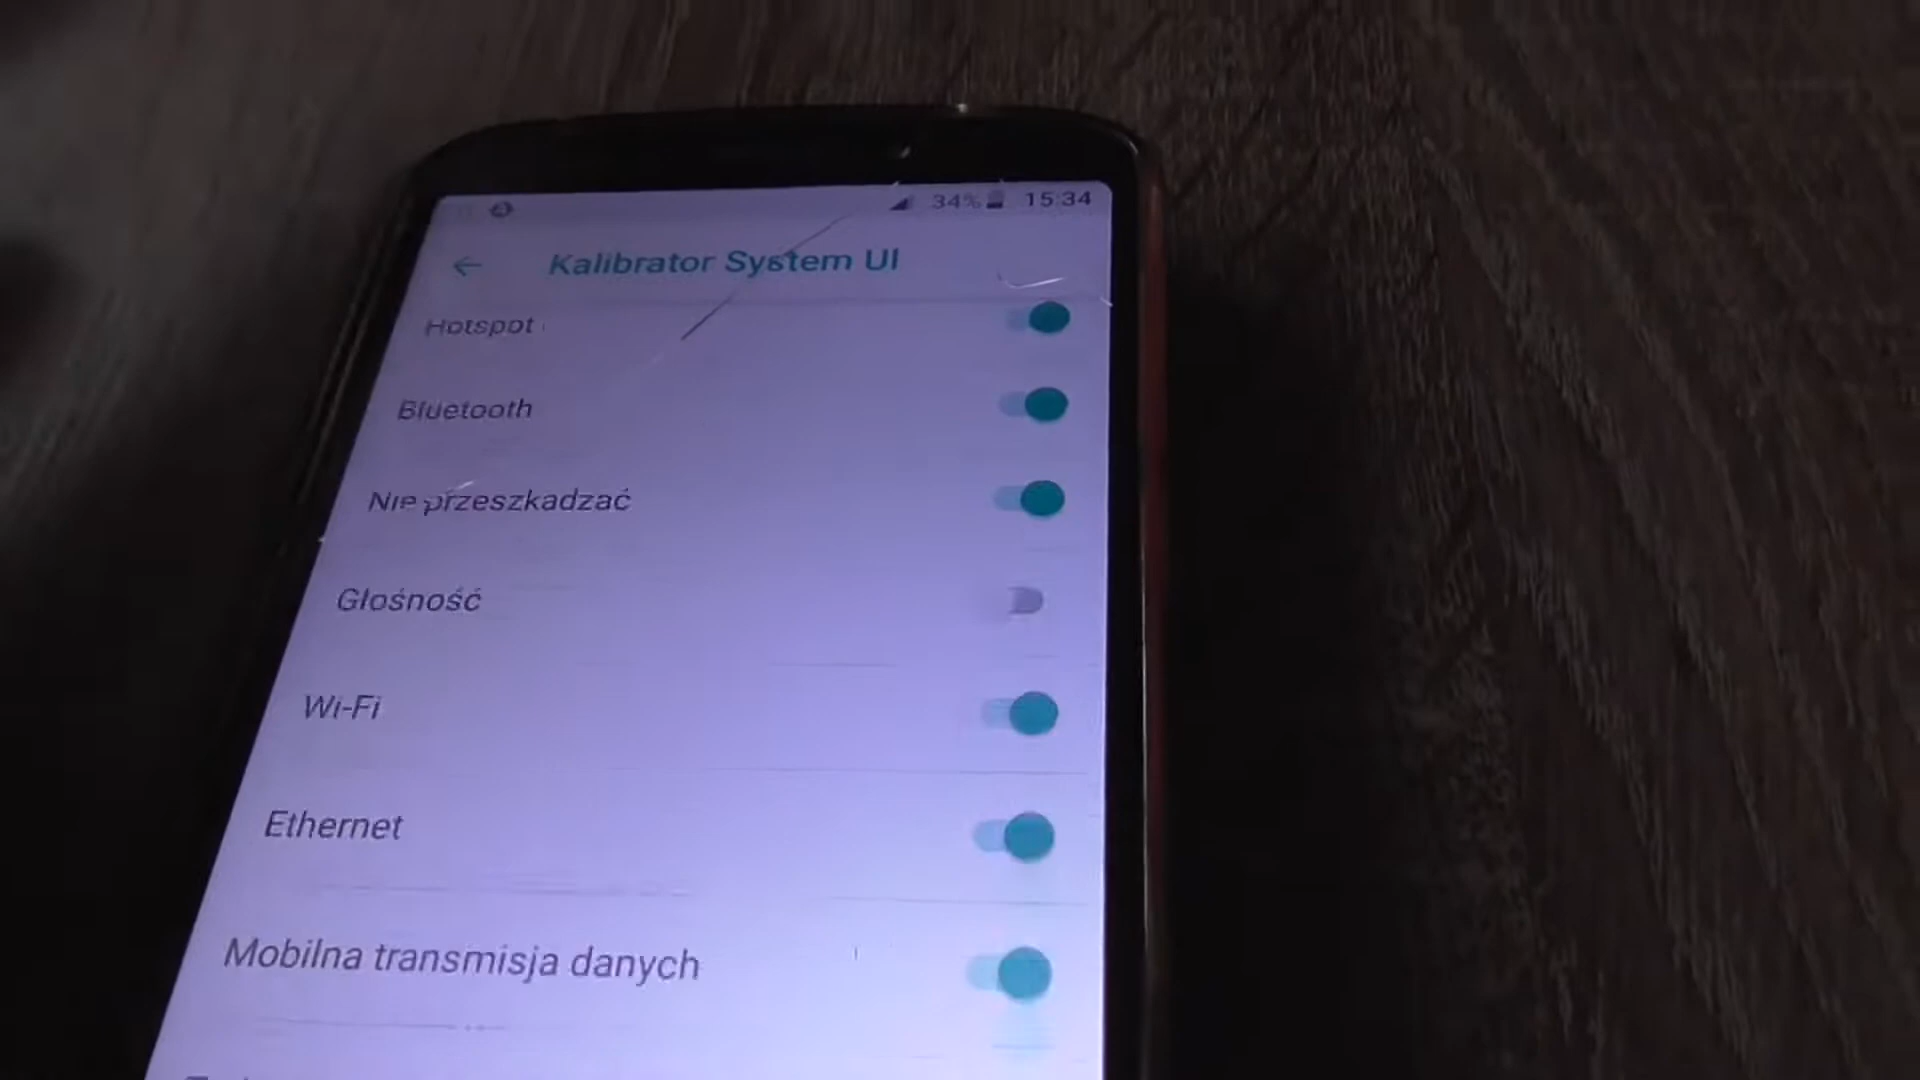 34% 15:34
Kalibrator System UI
Hotspot
Bluetooth
Nie przeszkadzać
Głośność
Wi-Fi
Ethernet
Mobilna transmisja danych